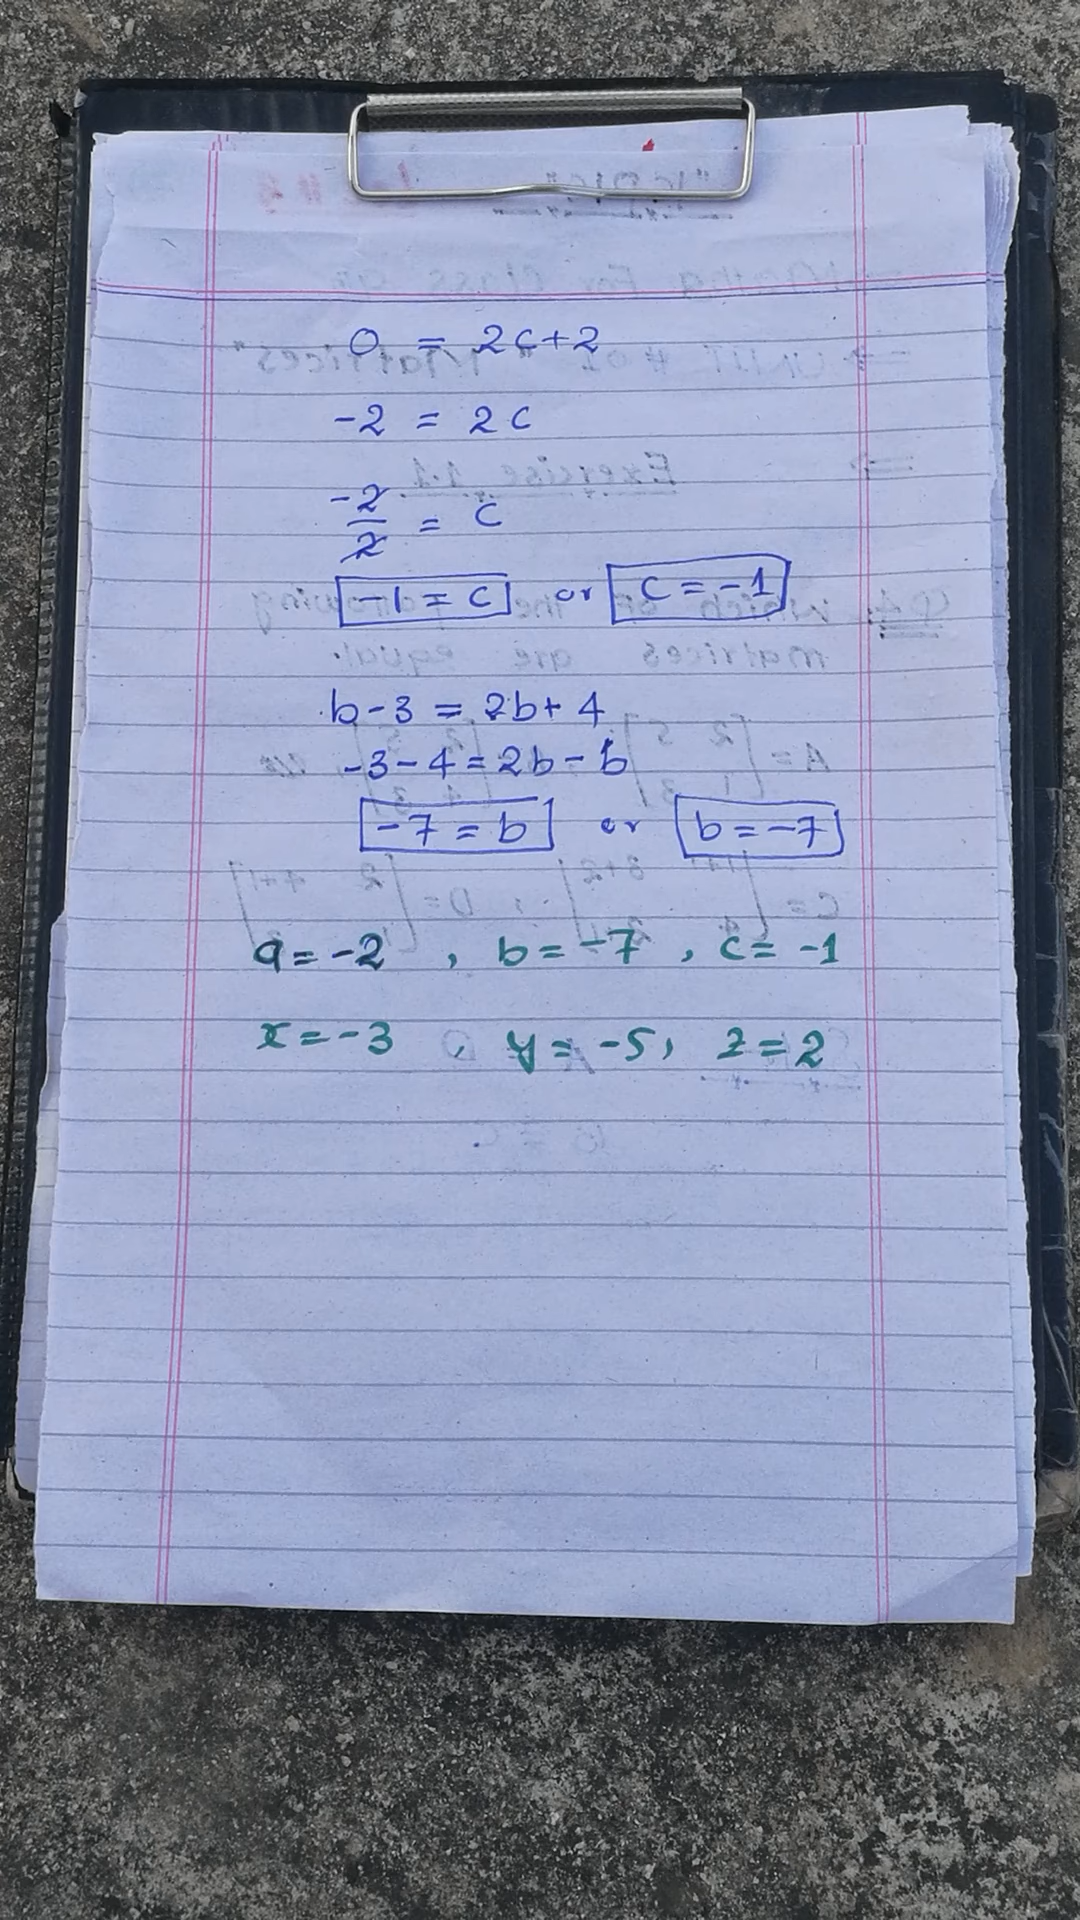 0 = 2c+2
-2 = 2c
-2/2 = c
-1 = c or c = -1
b-3 = 2b+4
-3-4 = 2b-b
-7 = b or b = -7
a = -2 , b = -7 , c = -1
x = -3 , y = -5 , z = 2